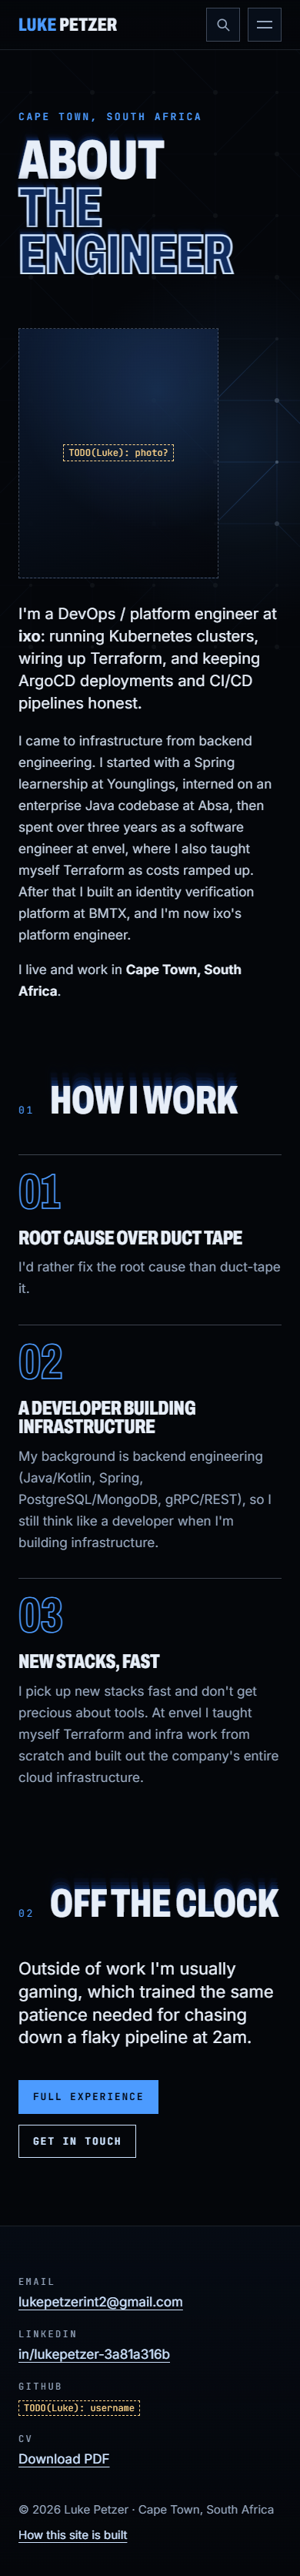 LUKE PETZER
CAPE TOWN, SOUTH AFRICA
ABOUT
THE
ENGINEER
TODO(Luke): photo?
I'm a DevOps / platform engineer at
ixo: running Kubernetes clusters,
wiring up Terraform, and keeping
ArgoCD deployments and CI/CD
pipelines honest.
I came to infrastructure from backend
engineering. I started with a Spring
learnership at Younglings, interned on an
enterprise Java codebase at Absa, then
spent over three years as a software
engineer at envel, where I also taught
myself Terraform as costs ramped up.
After that I built an identity verification
platform at BMTX, and I'm now ixo's
platform engineer.
I live and work in Cape Town, South
Africa.
01 HOW I WORK
01
ROOT CAUSE OVER DUCT TAPE
I'd rather fix the root cause than duct-tape
it.
02
A DEVELOPER BUILDING
INFRASTRUCTURE
My background is backend engineering
(Java/Kotlin, Spring,
PostgreSQL/MongoDB, gRPC/REST), so I
still think like a developer when I'm
building infrastructure.
03
NEW STACKS, FAST
I pick up new stacks fast and don't get
precious about tools. At envel I taught
myself Terraform and infra work from
scratch and built out the company's entire
cloud infrastructure.
02 OFF THE CLOCK
Outside of work I'm usually
gaming, which trained the same
patience needed for chasing
down a flaky pipeline at 2am.
FULL EXPERIENCE
GET IN TOUCH
EMAIL
lukepetzerint2@gmail.com
LINKEDIN
in/lukepetzer-3a81a316b
GITHUB
TODO(Luke): username
CV
Download PDF
© 2026 Luke Petzer · Cape Town, South Africa
How this site is built